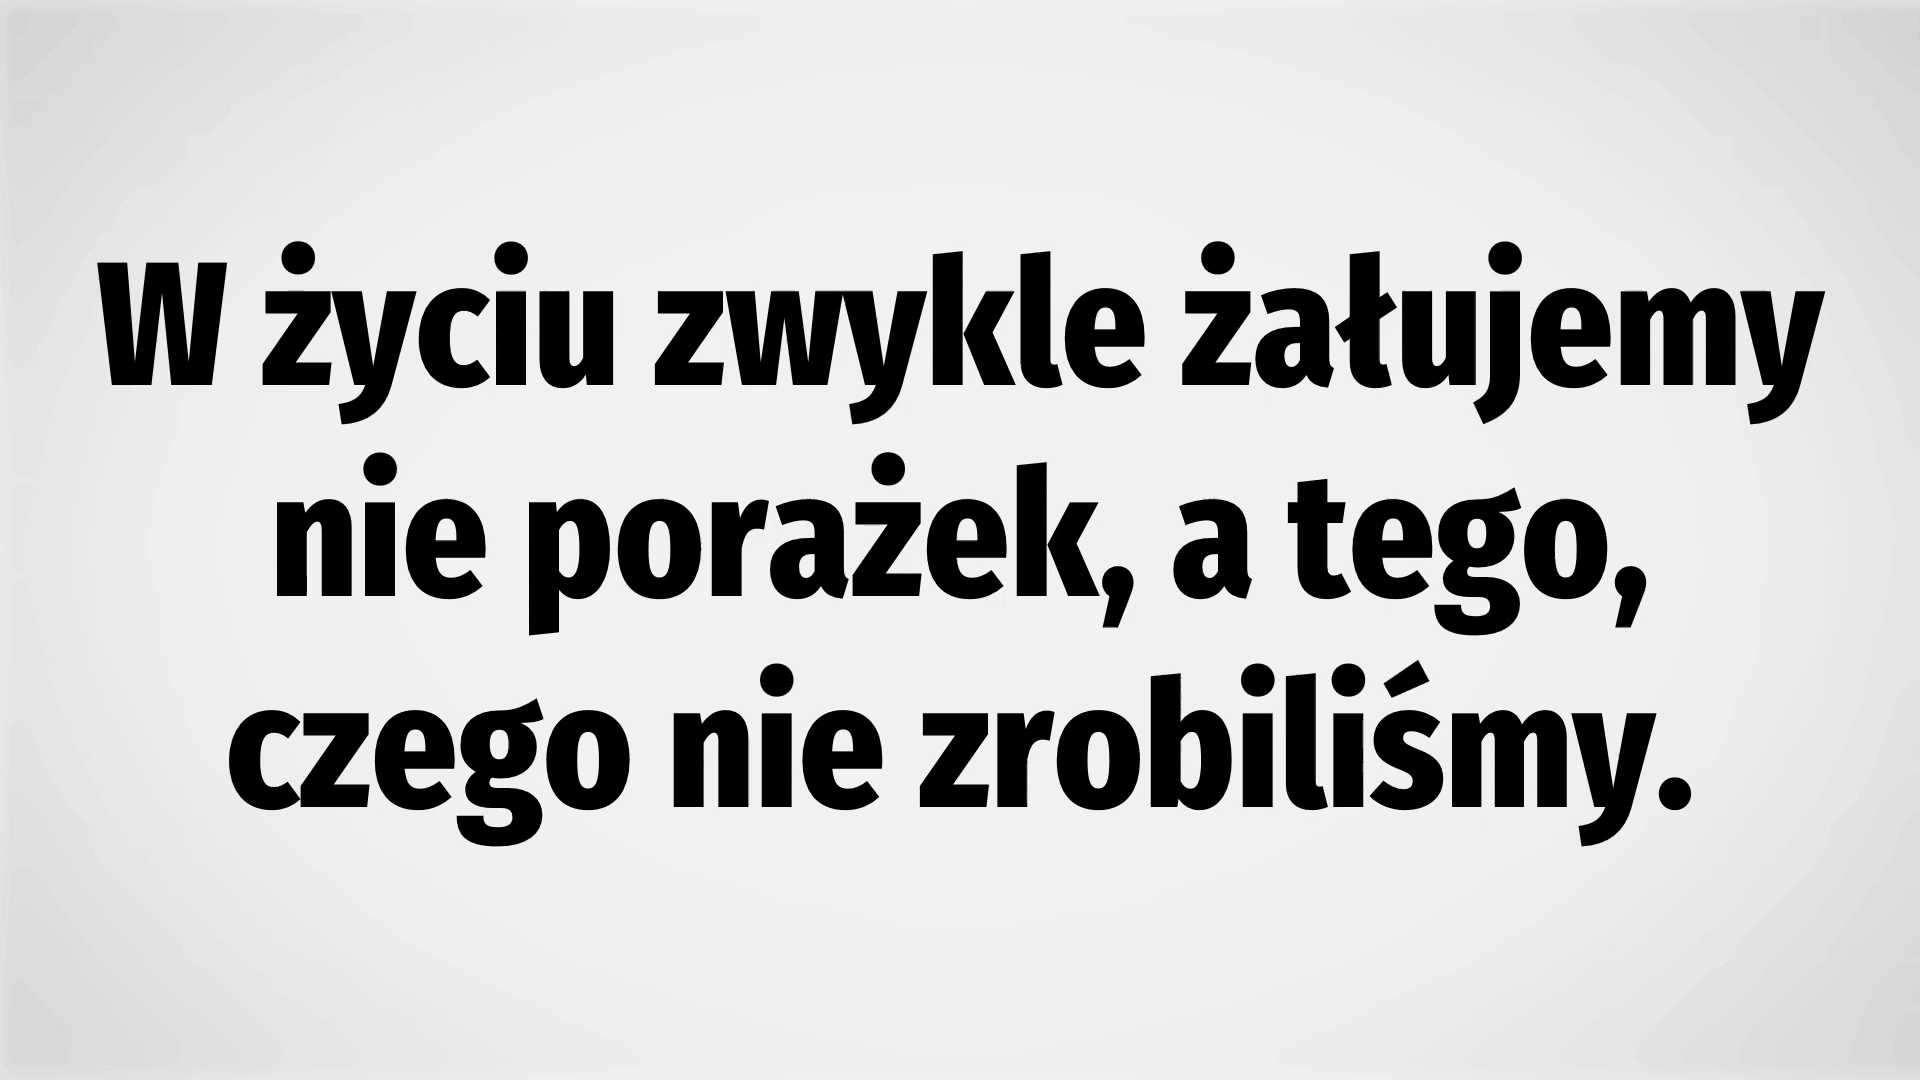 W życiu zwykle żałujemy
nie porażek, a tego,
czego nie zrobiliśmy.